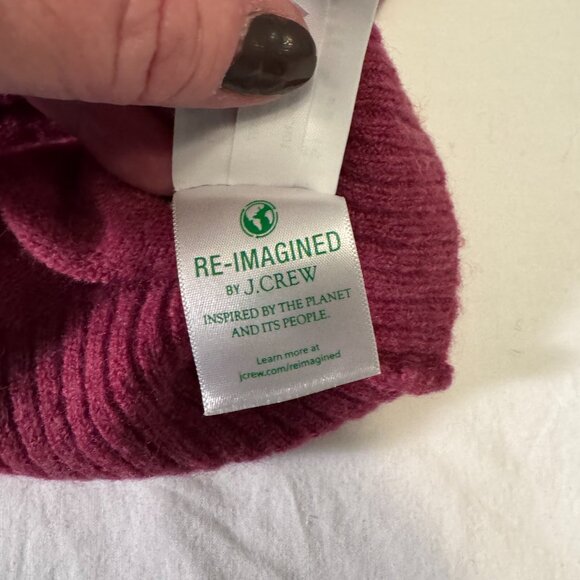 RE-IMAGINED
BY J.CREW
INSPIRED BY THE PLANET
AND ITS PEOPLE.
Learn more at
jcrew.com/reimagined